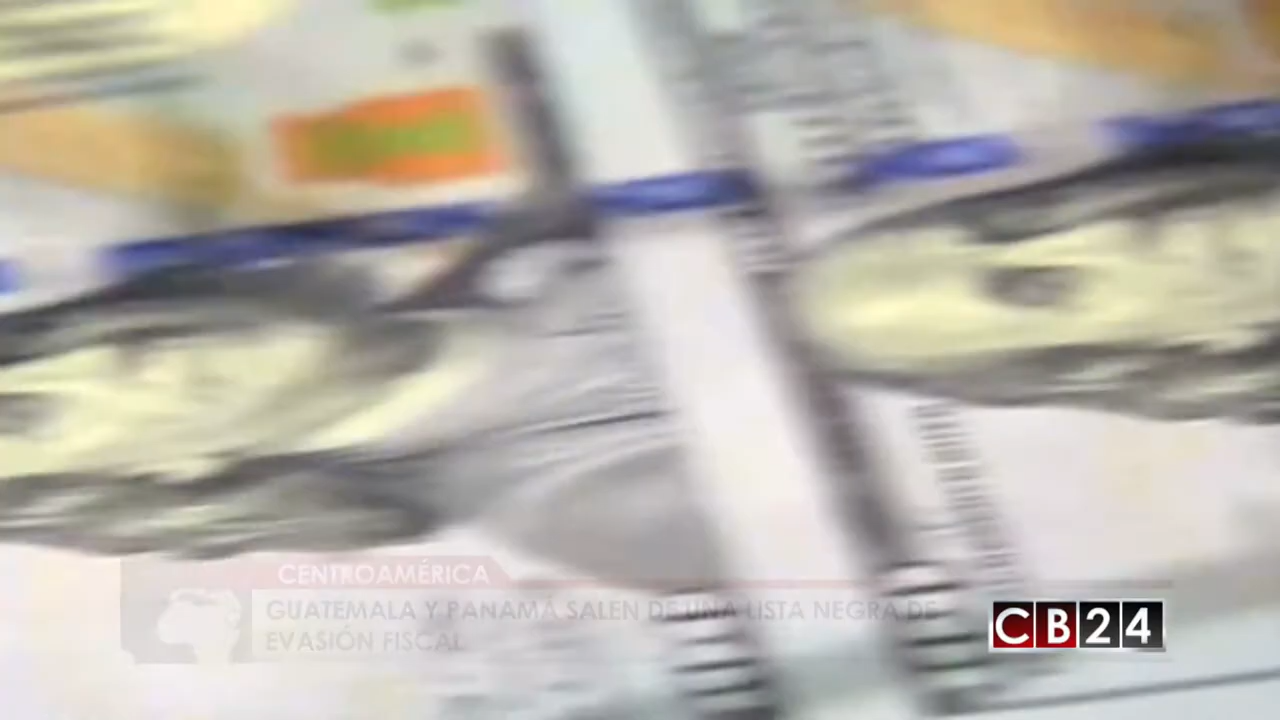 CENTROAMÉRICA
GUATEMALA Y PANAMÁ SALEN DE UNA LISTA NEGRA DE
EVASIÓN FISCAL
CB24